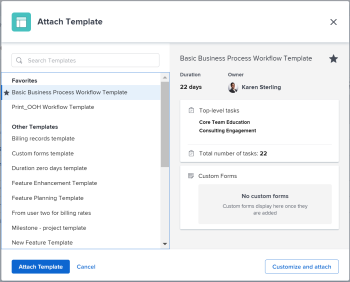 Attach Template
Search Templates
Favorites
Basic Business Process Workflow Template
Print_OOH Workflow Template
Other Templates
Billing records template
Custom forms template
Duration zero days template
Feature Enhancement Template
Feature Planning Template
From user two for billing rates
Milestone - project template
New Feature Template
Basic Business Process Workflow Template
Duration Owner
22 days Karen Sterling
Top-level tasks
Core Team Education
Consulting Engagement
Total number of tasks: 22
Custom Forms
No custom forms
Custom forms display here once they
are added
Attach Template Cancel Customize and attach